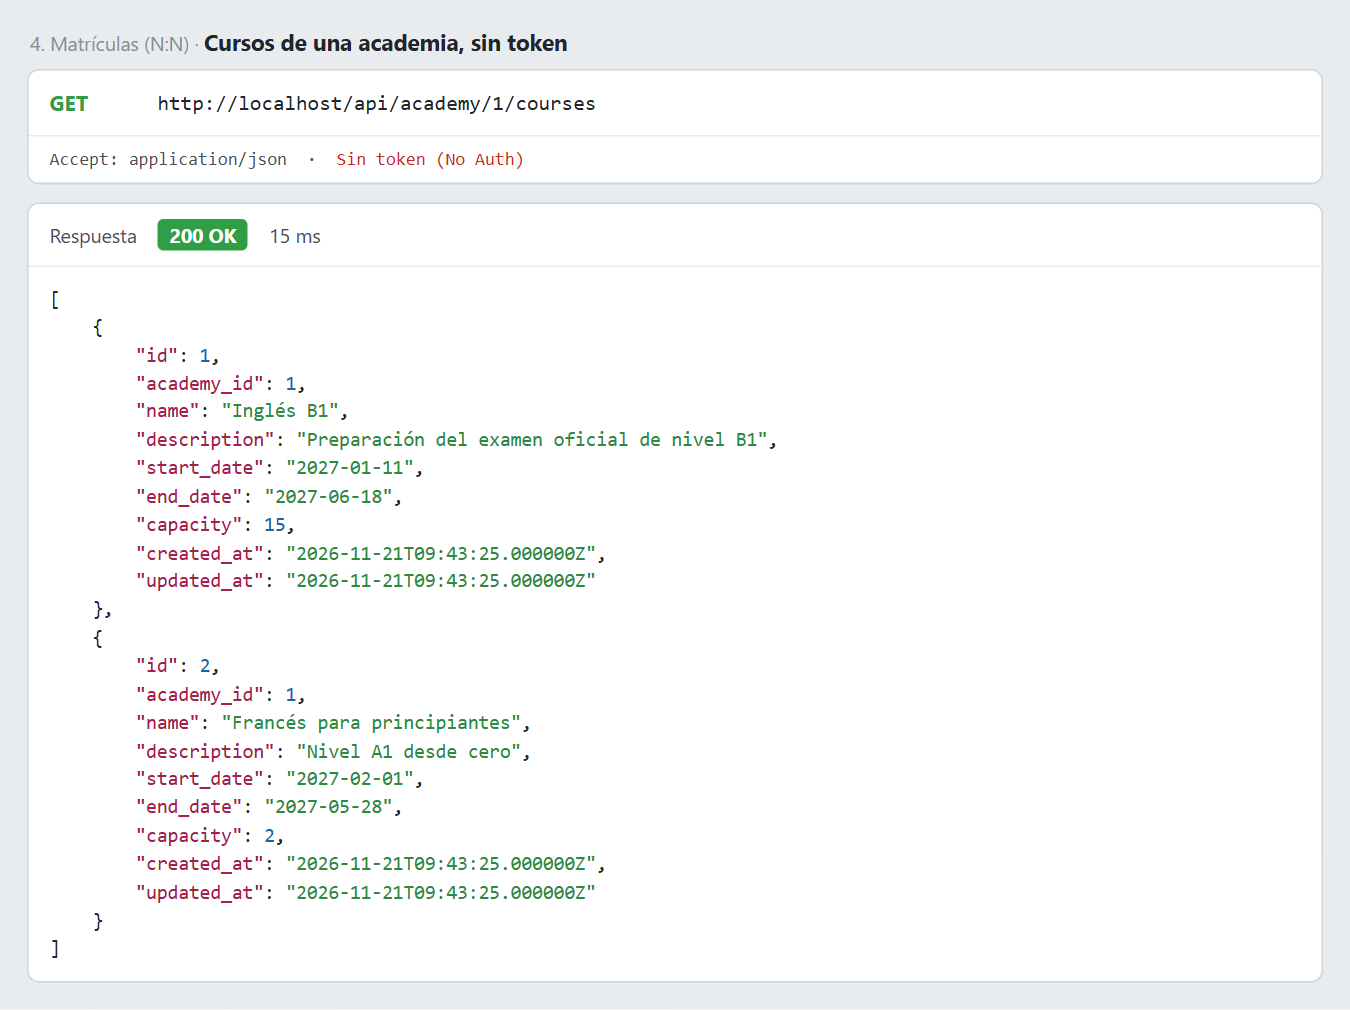 4. Matrículas (N:N) · Cursos de una academia, sin token
GET http://localhost/api/academy/1/courses
Accept: application/json · Sin token (No Auth)
Respuesta 200 OK 15 ms
[
    {
        "id": 1,
        "academy_id": 1,
        "name": "Inglés B1",
        "description": "Preparación del examen oficial de nivel B1",
        "start_date": "2027-01-11",
        "end_date": "2027-06-18",
        "capacity": 15,
        "created_at": "2026-11-21T09:43:25.000000Z",
        "updated_at": "2026-11-21T09:43:25.000000Z"
    },
    {
        "id": 2,
        "academy_id": 1,
        "name": "Francés para principiantes",
        "description": "Nivel A1 desde cero",
        "start_date": "2027-02-01",
        "end_date": "2027-05-28",
        "capacity": 2,
        "created_at": "2026-11-21T09:43:25.000000Z",
        "updated_at": "2026-11-21T09:43:25.000000Z"
    }
]